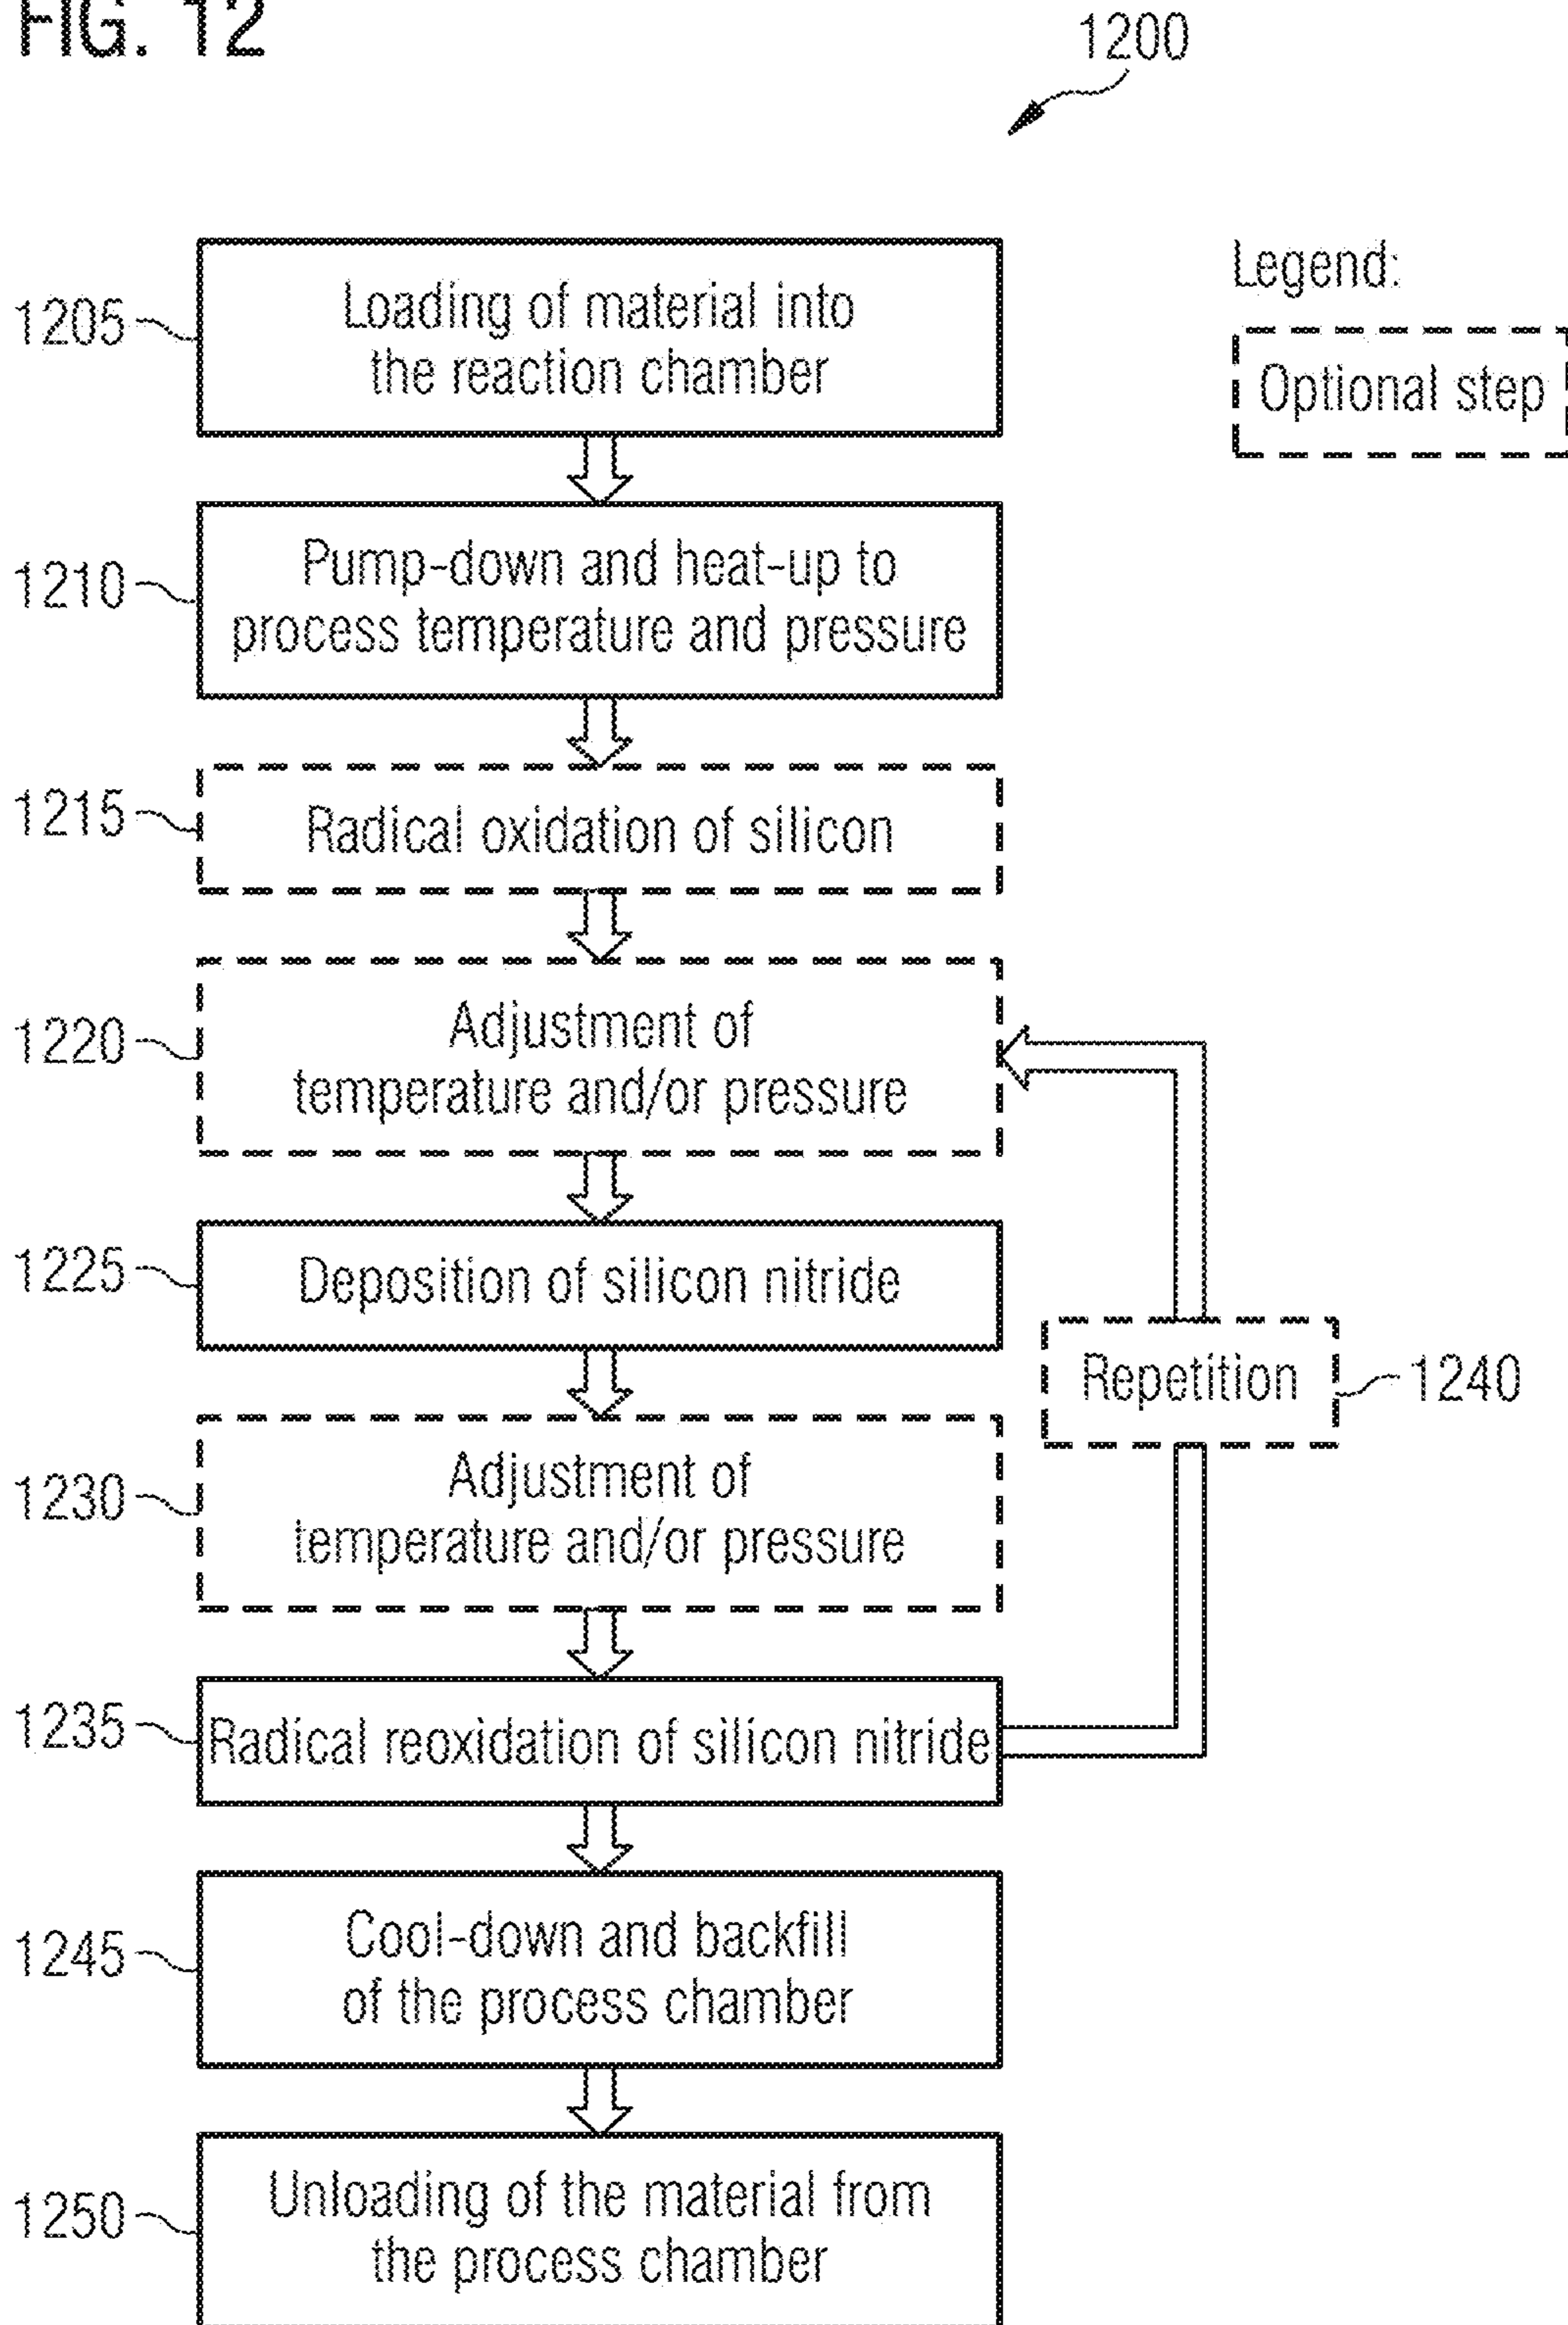 FIG. 12
1200
Legend:
Optional step
1205
Loading of material into
the reaction chamber
1210
Pump-down and heat-up to
process temperature and pressure
1215
Radical oxidation of silicon
1220
Adjustment of
temperature and/or pressure
1225
Deposition of silicon nitride
1230
Adjustment of
temperature and/or pressure
Repetition
1240
1235
Radical reoxidation of silicon nitride
1245
Cool-down and backfill
of the process chamber
1250
Unloading of the material from
the process chamber